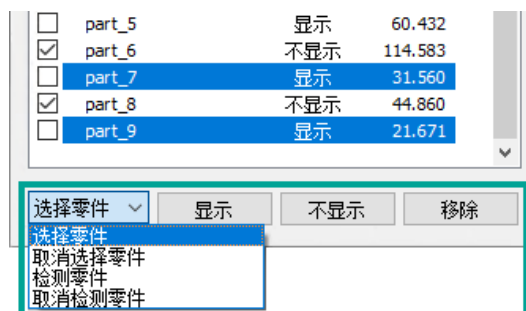 part_5 显示 60.432
part_6 不显示 114.583
part_7 显示 31.560
part_8 不显示 44.860
part_9 显示 21.671
选择零件 显示 不显示 移除
选择零件
取消选择零件
检测零件
取消检测零件